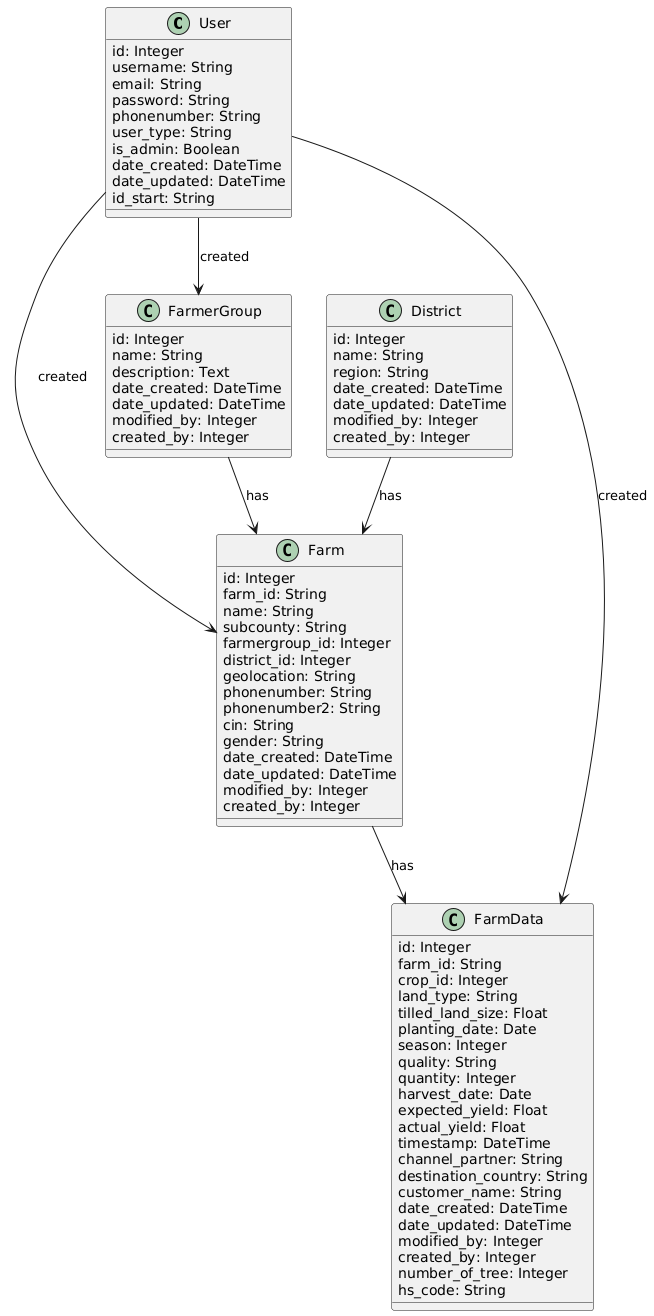 C User
id: Integer
username: String
email: String
password: String
phonenumber: String
user_type: String
is_admin: Boolean
date_created: DateTime
date_updated: DateTime
id_start: String
created
C FarmerGroup
id: Integer
name: String
description: Text
date_created: DateTime
date_updated: DateTime
modified_by: Integer
created_by: Integer
C District
id: Integer
name: String
region: String
date_created: DateTime
date_updated: DateTime
modified_by: Integer
created_by: Integer
created
has
has
created
C Farm
id: Integer
farm_id: String
name: String
subcounty: String
farmergroup_id: Integer
district_id: Integer
geolocation: String
phonenumber: String
phonenumber2: String
cin: String
gender: String
date_created: DateTime
date_updated: DateTime
modified_by: Integer
created_by: Integer
has
C FarmData
id: Integer
farm_id: String
crop_id: Integer
land_type: String
tilled_land_size: Float
planting_date: Date
season: Integer
quality: String
quantity: Integer
harvest_date: Date
expected_yield: Float
actual_yield: Float
timestamp: DateTime
channel_partner: String
destination_country: String
customer_name: String
date_created: DateTime
date_updated: DateTime
modified_by: Integer
created_by: Integer
number_of_tree: Integer
hs_code: String